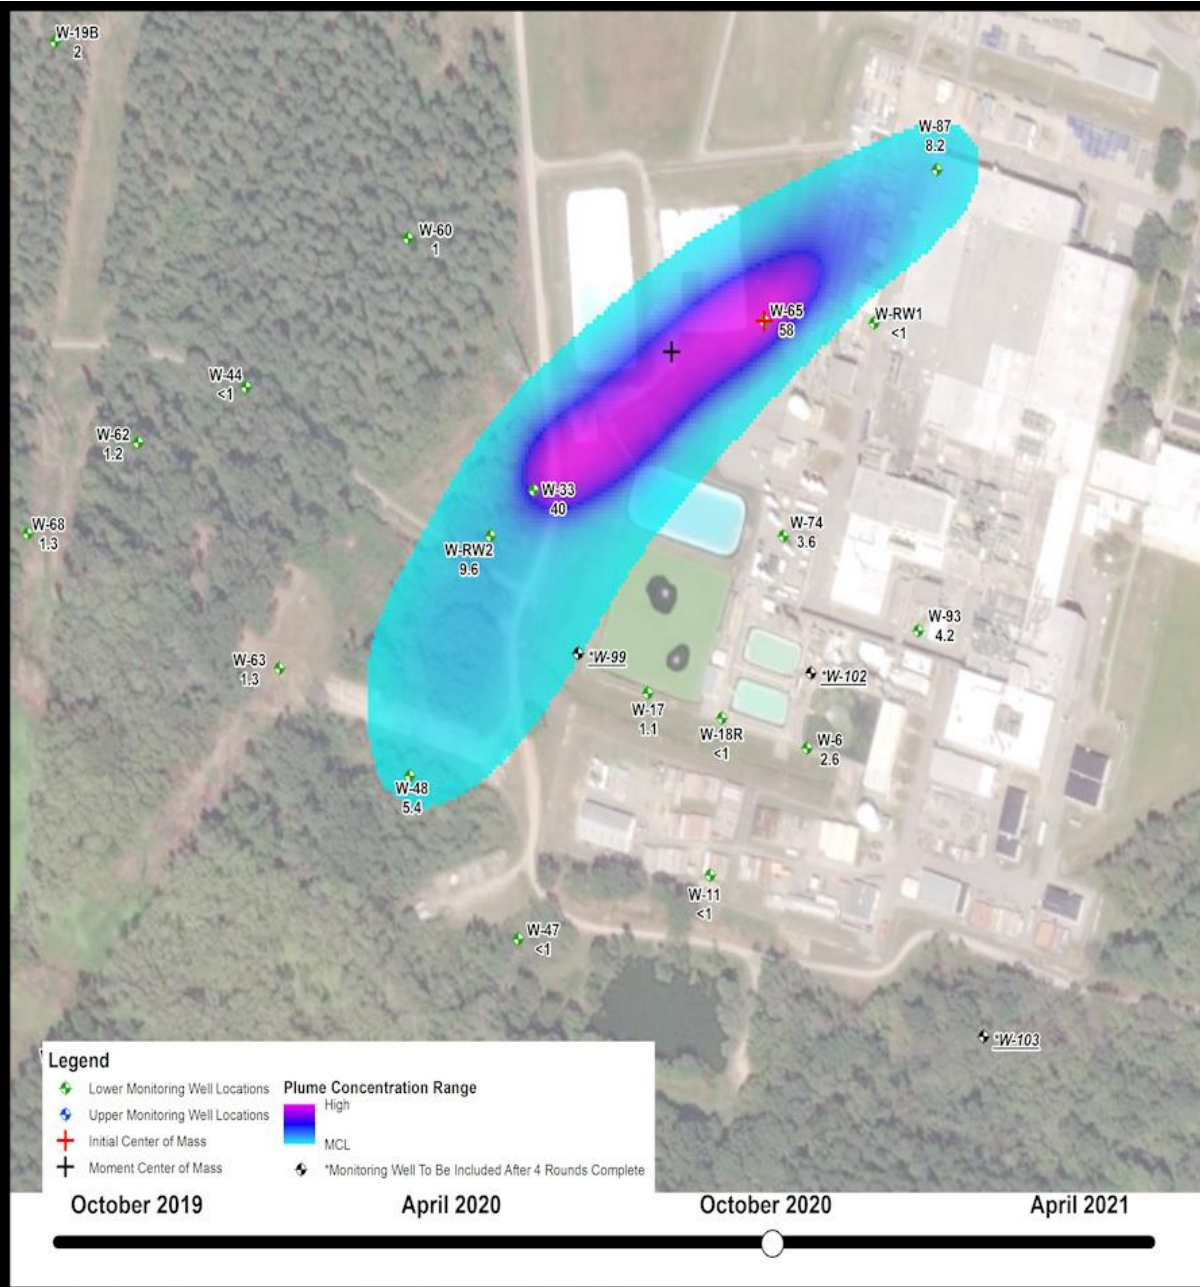 W-19B
2
W-87
8.2
W-60
1
W-65
58
W-RW1
<1
W-44
<1
W-62
1.2
W-33
40
W-68
1.3
W-RW2
9.6
W-74
3.6
W-93
4.2
*W-99
W-63
1.3
*W-102
W-17
1.1
W-18R
<1
W-6
2.6
W-48
5.4
W-11
<1
W-47
<1
*W-103
Legend
Lower Monitoring Well Locations
Upper Monitoring Well Locations
Initial Center of Mass
Moment Center of Mass
Plume Concentration Range
High
MCL
*Monitoring Well To Be Included After 4 Rounds Complete
October 2019 April 2020 October 2020 April 2021